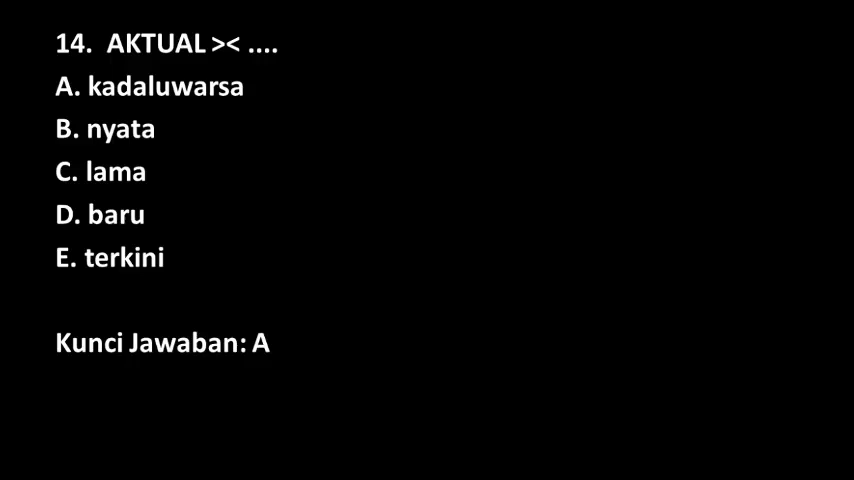 14. AKTUAL >< ....
A. kadaluwarsa
B. nyata
C. lama
D. baru
E. terkini
Kunci Jawaban: A